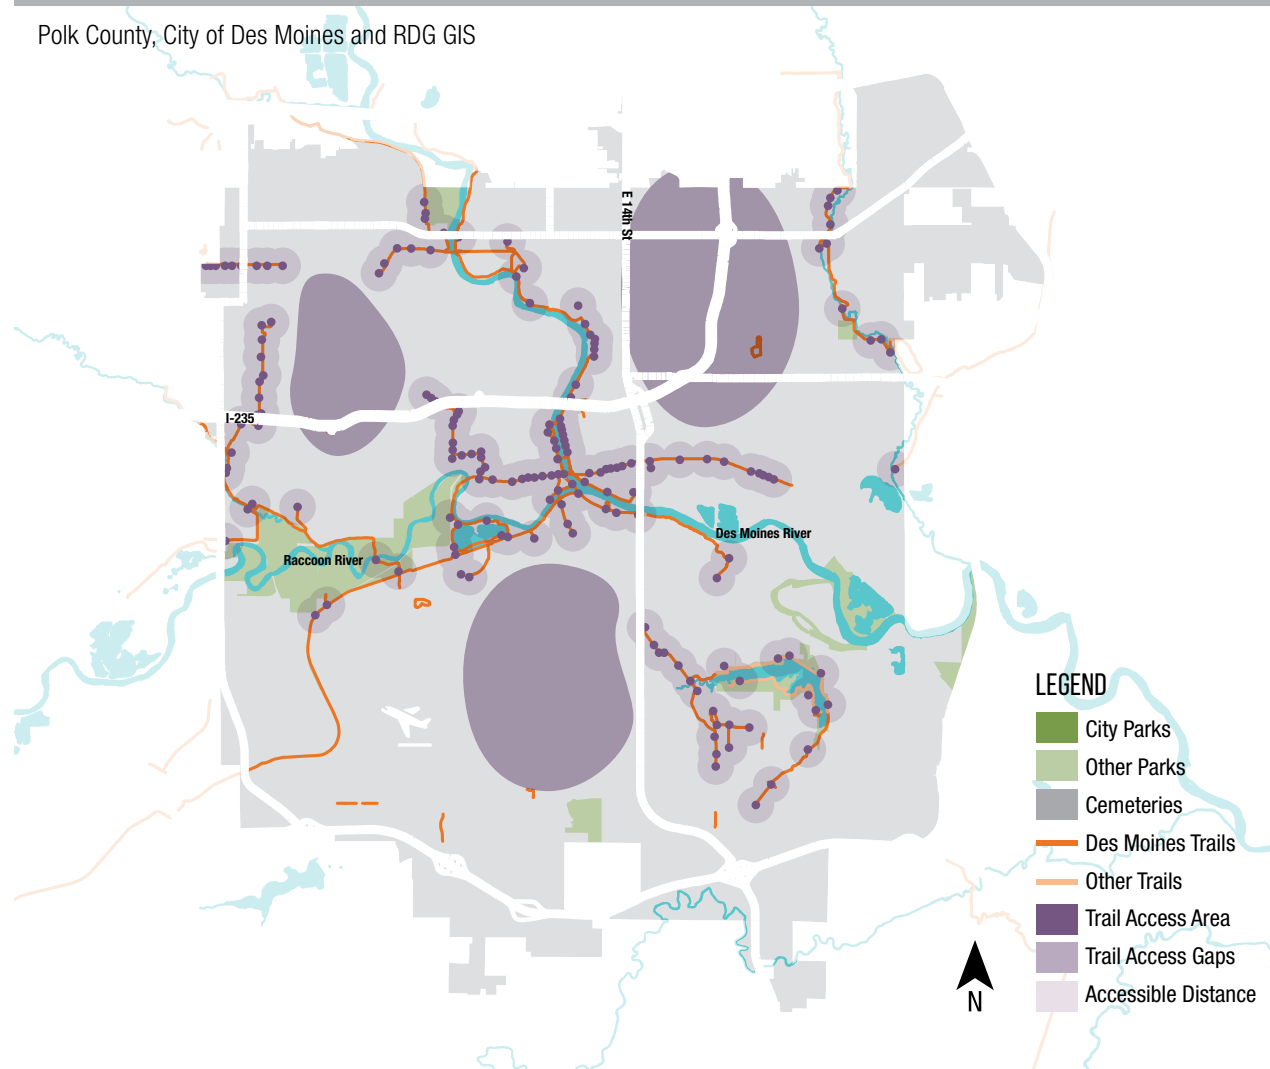 Polk County, City of Des Moines and RDG GIS
E 14th St
I-235
Des Moines River
Raccoon River
LEGEND
City Parks
Other Parks
Cemeteries
Des Moines Trails
Other Trails
Trail Access Area
Trail Access Gaps
Accessible Distance
N